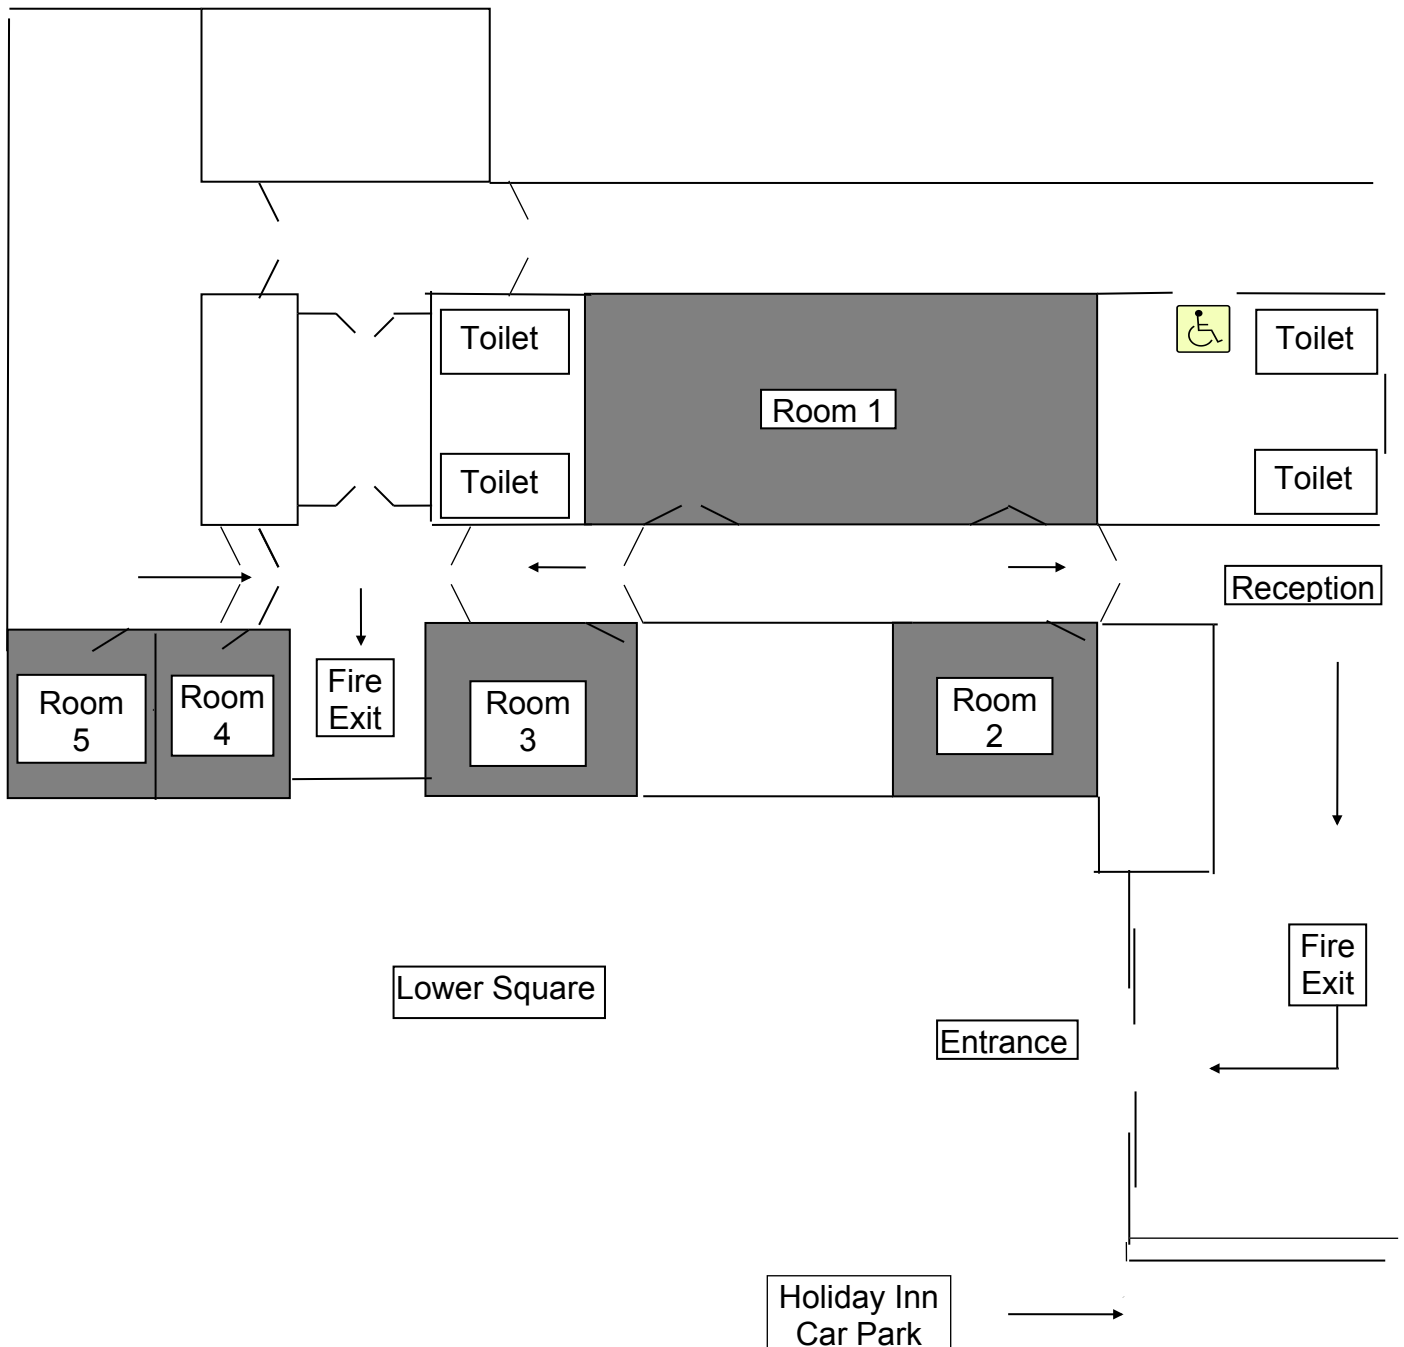 Toilet
Toilet
Room 1
Toilet
Toilet
Reception
Room
5
Room
4
Fire
Exit
Room
3
Room
2
Lower Square
Entrance
Fire
Exit
Holiday Inn
Car Park